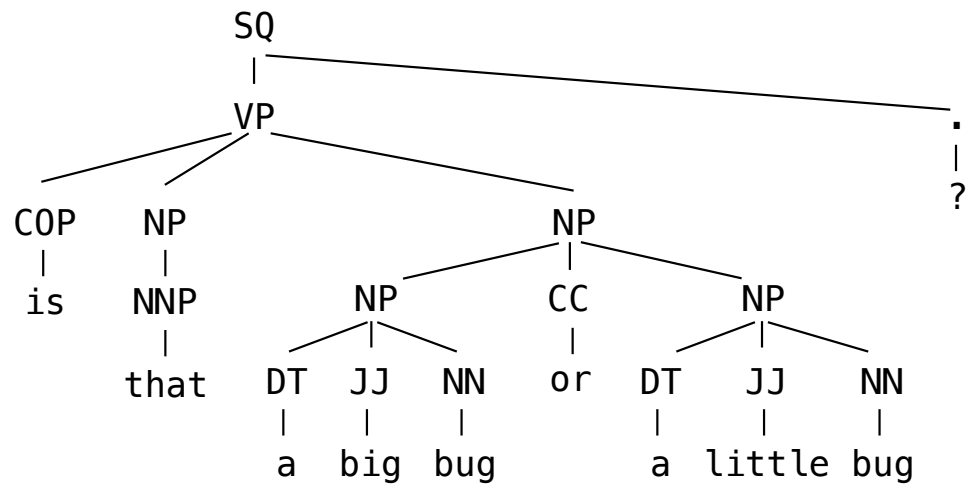 SQ
VP .
COP NP NP ?
is NNP NP CC NP
that DT JJ NN or DT JJ NN
a big bug a little bug